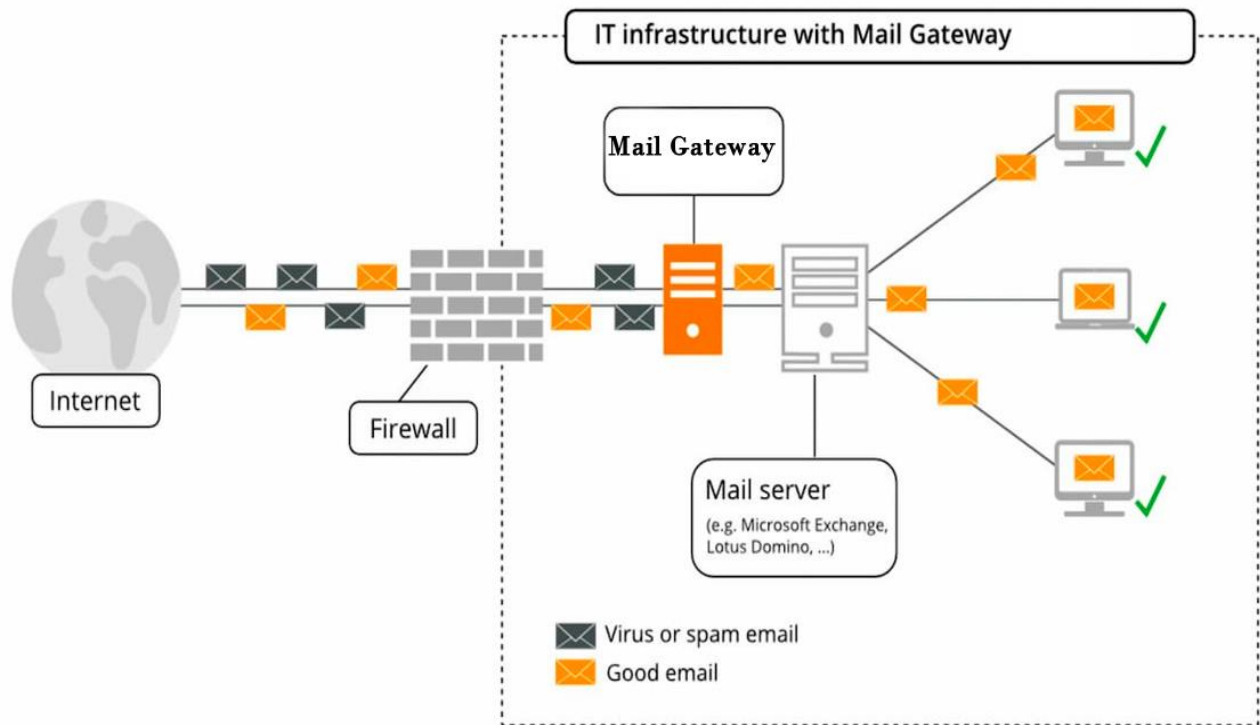 IT infrastructure with Mail Gateway
Mail Gateway
Internet
Firewall
Mail server
(e.g. Microsoft Exchange,
Lotus Domino, ...)
Virus or spam email
Good email